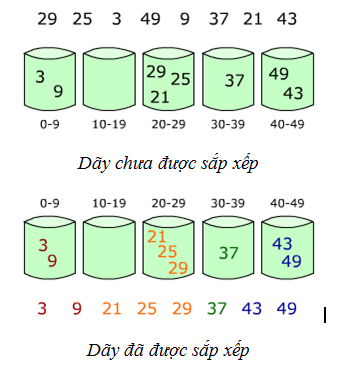 29 25 3 49 9 37 21 43
3 9 29 25 21 37 49 43
0-9 10-19 20-29 30-39 40-49
Dãy chưa được sắp xếp
0-9 10-19 20-29 30-39 40-49
3 9 21 25 29 37 43 49
3 9 21 25 29 37 43 49
Dãy đã được sắp xếp